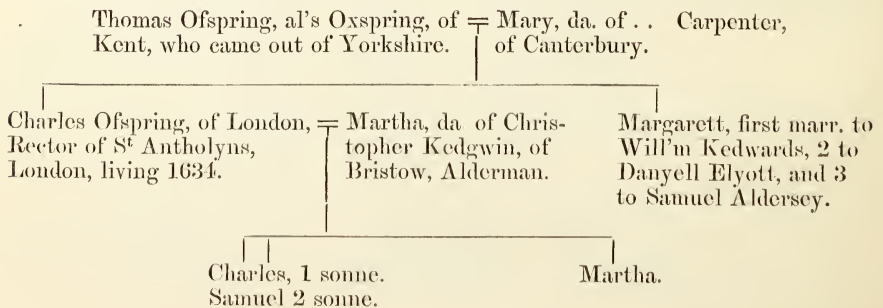 Thomas Ofspring, al's Oxspring, of = Mary, da. of . . Carpenter,
Kent, who came out of Yorkshire. of Canterbury.
Charles Ofspring, of London, = Martha, da of Chris-
Rector of St Antholyns, topher Kedgwin, of
London, living 1634. Bristow, Alderman.
Margarett, first marr. to
Will'm Kedwards, 2 to
Danyell Elyott, and 3
to Samuel Aldersey.
Charles, 1 sonne.
Samuel 2 sonne.
Martha.